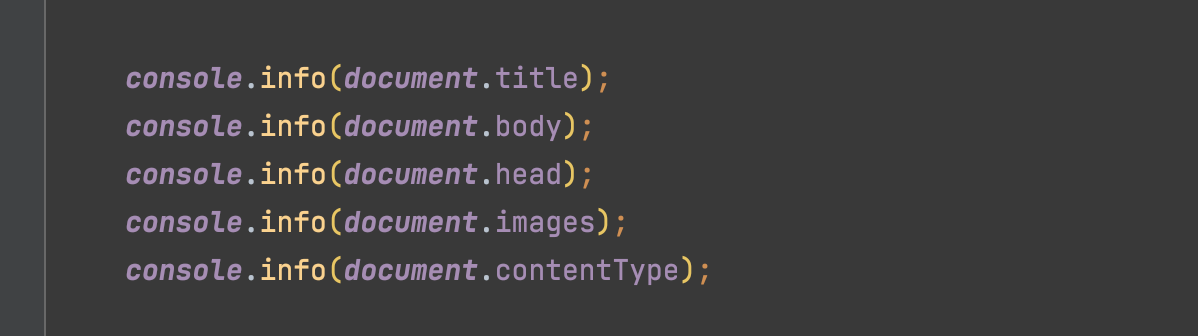 console.info(document.title);
console.info(document.body);
console.info(document.head);
console.info(document.images);
console.info(document.contentType);